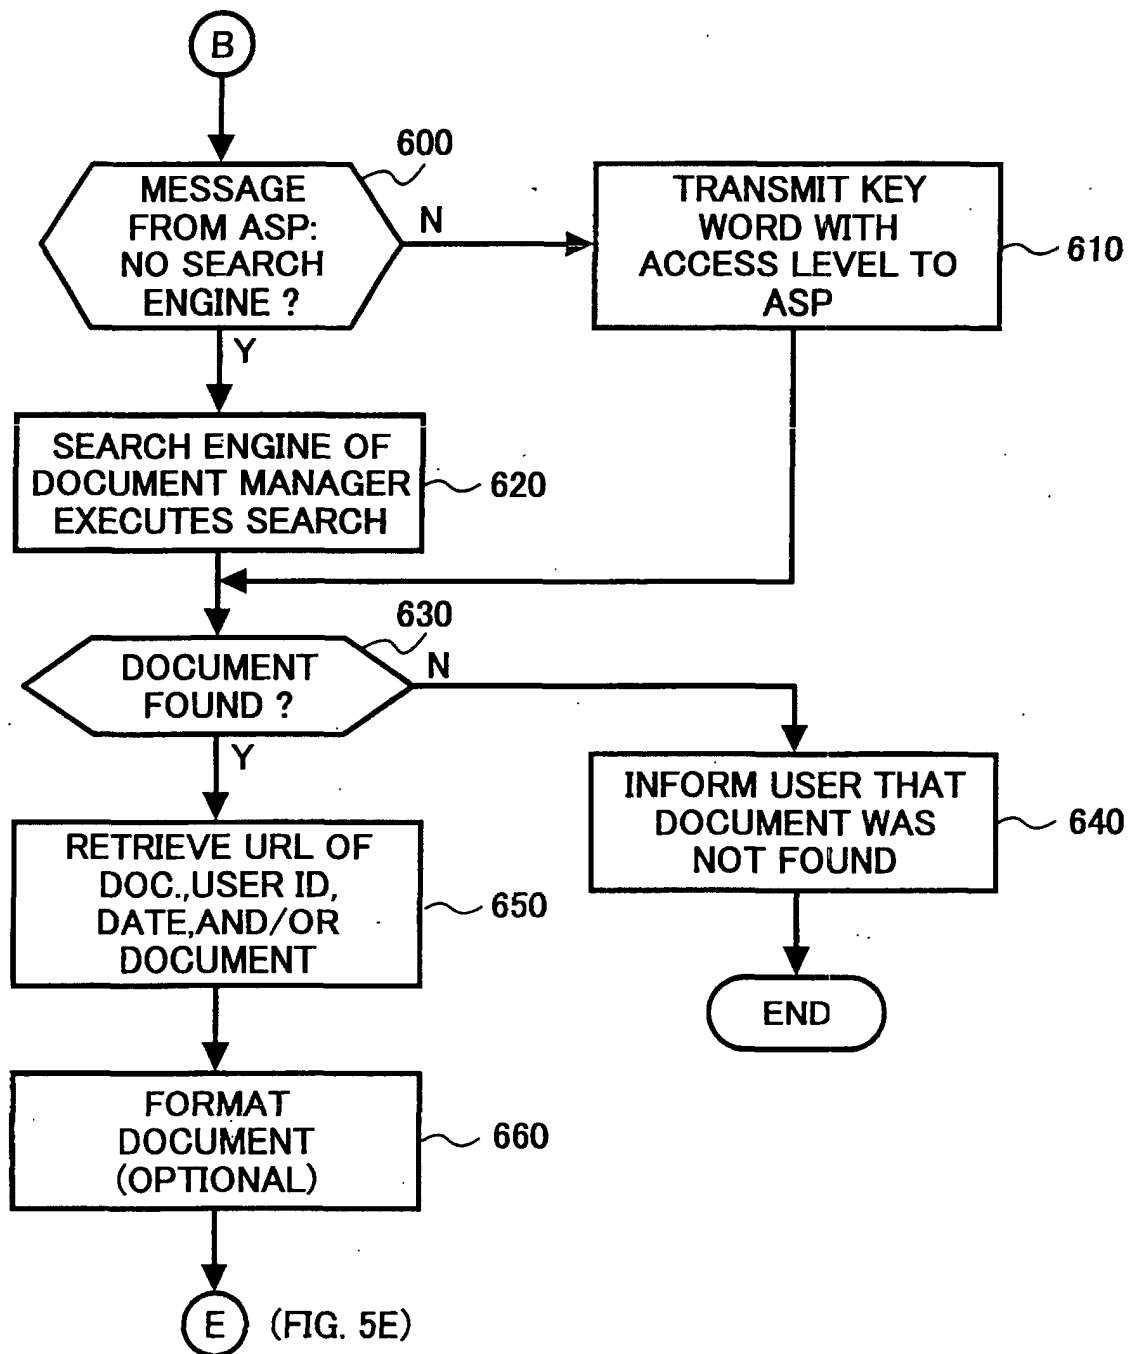 B
600
MESSAGE
FROM ASP:
NO SEARCH
ENGINE ?
N
Y
TRANSMIT KEY
WORD WITH
ACCESS LEVEL TO
ASP
610
SEARCH ENGINE OF
DOCUMENT MANAGER
EXECUTES SEARCH
620
630
DOCUMENT
FOUND ?
N
Y
INFORM USER THAT
DOCUMENT WAS
NOT FOUND
640
RETRIEVE URL OF
DOC.,USER ID,
DATE,AND/OR
DOCUMENT
650
END
FORMAT
DOCUMENT
(OPTIONAL)
660
E (FIG. 5E)